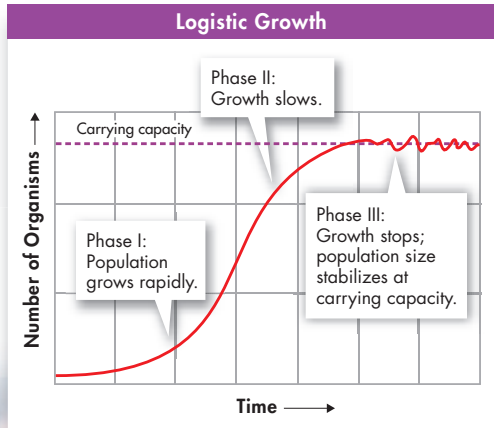 Logistic Growth
Phase II:
Growth slows.
Carrying capacity
Phase I:
Population
grows rapidly.
Phase III:
Growth stops;
population size
stabilizes at
carrying capacity.
Number of Organisms
Time